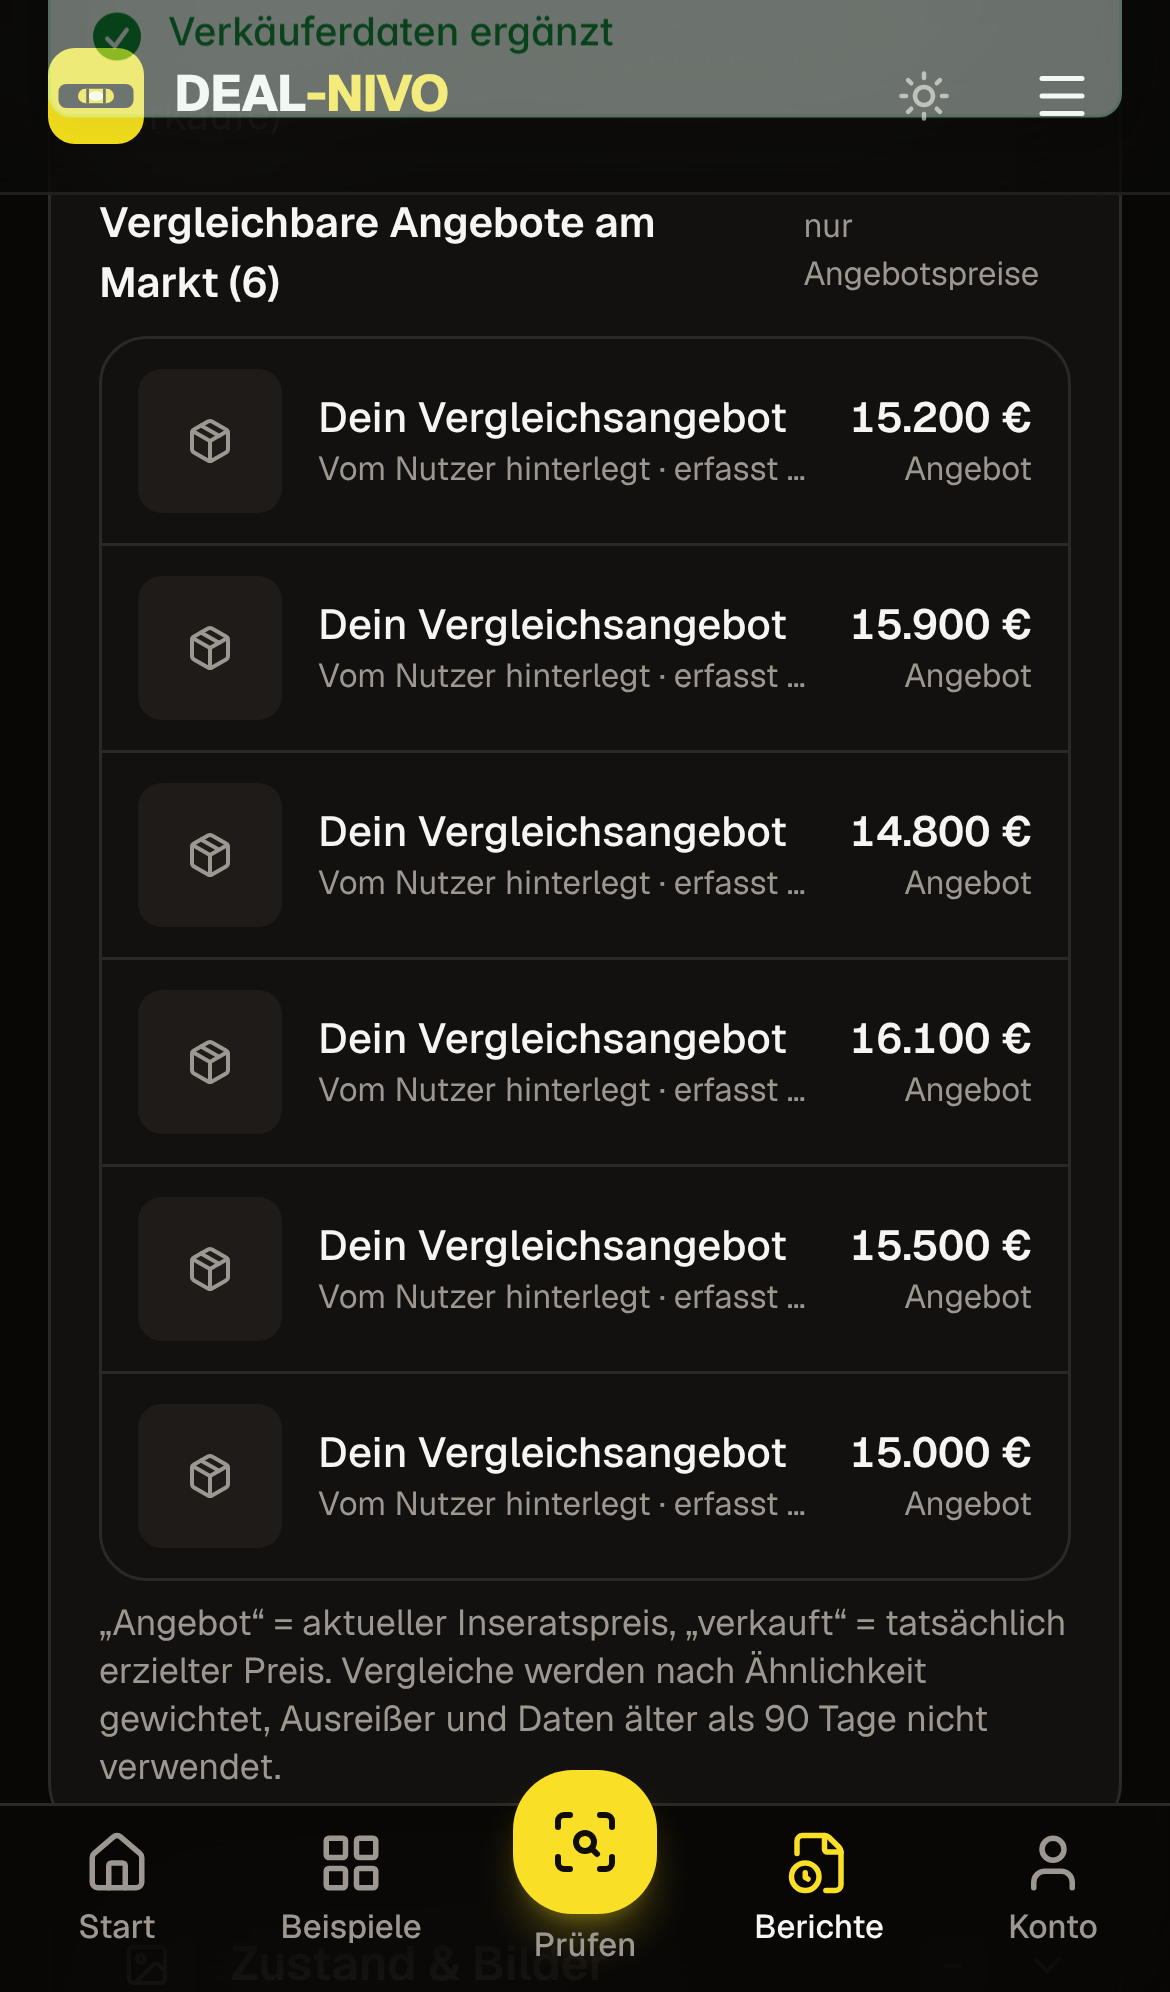 Verkäuferdaten ergänzt
DEAL-NIVO
Vergleichbare Angebote am
Markt (6)
nur
Angebotspreise
Dein Vergleichsangebot 15.200 €
Vom Nutzer hinterlegt · erfasst ... Angebot
Dein Vergleichsangebot 15.900 €
Vom Nutzer hinterlegt · erfasst ... Angebot
Dein Vergleichsangebot 14.800 €
Vom Nutzer hinterlegt · erfasst ... Angebot
Dein Vergleichsangebot 16.100 €
Vom Nutzer hinterlegt · erfasst ... Angebot
Dein Vergleichsangebot 15.500 €
Vom Nutzer hinterlegt · erfasst ... Angebot
Dein Vergleichsangebot 15.000 €
Vom Nutzer hinterlegt · erfasst ... Angebot
„Angebot“ = aktueller Inseratspreis, „verkauft“ = tatsächlich
erzielter Preis. Vergleiche werden nach Ähnlichkeit
gewichtet, Ausreißer und Daten älter als 90 Tage nicht
verwendet.
Start Beispiele Prüfen Berichte Konto
Zustand & Bilder